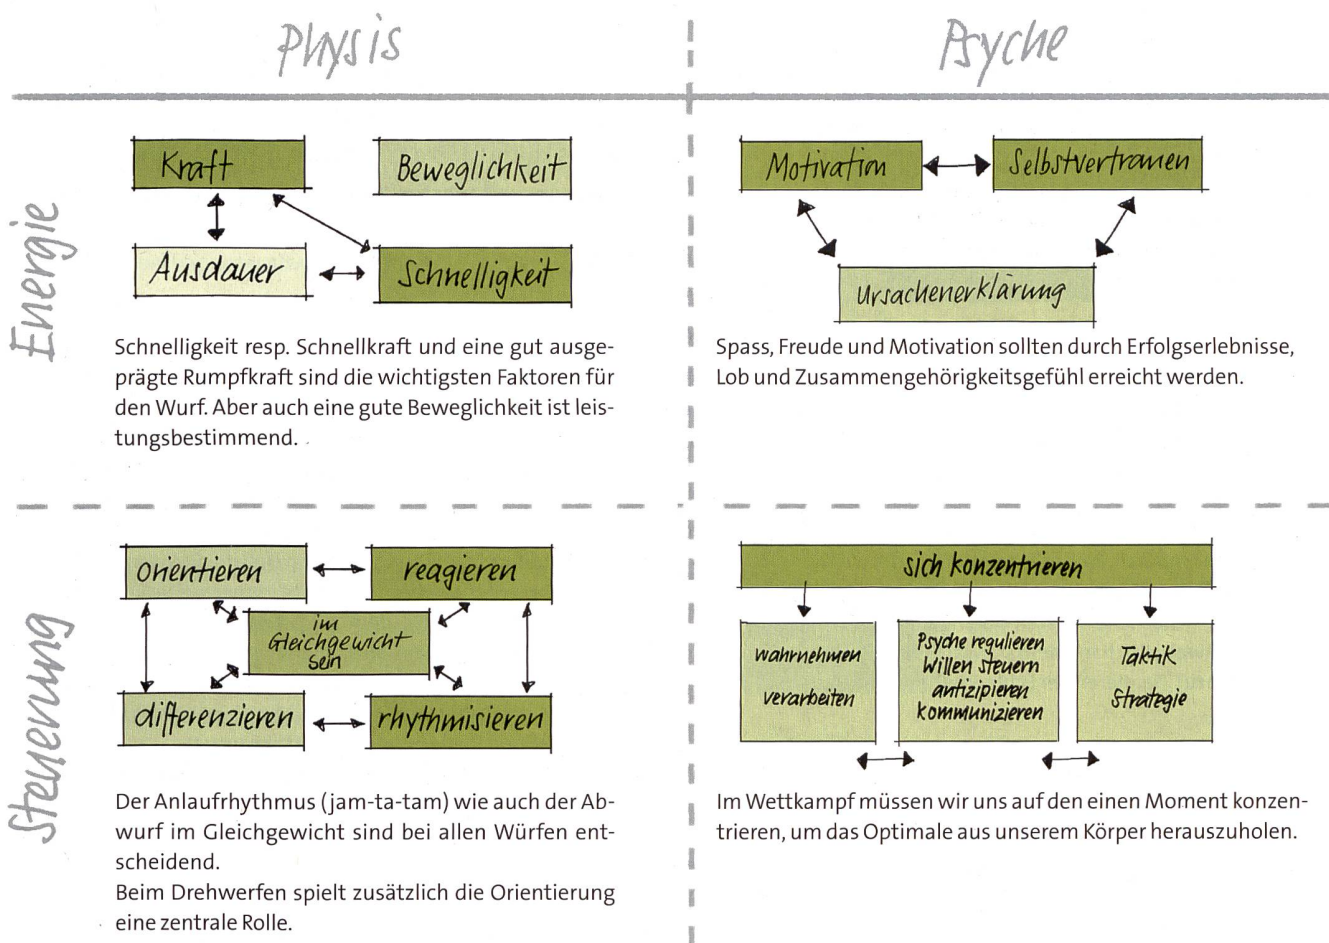 Physis
Psyche
Energie
Kraft
Beweglichkeit
Ausdauer
Schnelligkeit
Schnelligkeit resp. Schnellkraft und eine gut ausge-
prägte Rumpfkraft sind die wichtigsten Faktoren für
den Wurf. Aber auch eine gute Beweglichkeit ist leis-
tungsbestimmend.
Motivation
Selbstvertrauen
Ursachenerklärung
Spass, Freude und Motivation sollten durch Erfolgserlebnisse,
Lob und Zusammengehörigkeitsgefühl erreicht werden.
Steuerung
orientieren
reagieren
im
Gleichgewicht
sein
differenzieren
rhythmisieren
Der Anlaufrhythmus (jam-ta-tam) wie auch der Ab-
wurf im Gleichgewicht sind bei allen Würfen ent-
scheidend.
Beim Drehwerfen spielt zusätzlich die Orientierung
eine zentrale Rolle.
sich konzentrieren
wahrnehmen
verarbeiten
Psyche regulieren
Willen steuern
antizipieren
kommunizieren
Taktik
Strategie
Im Wettkampf müssen wir uns auf den einen Moment konzen-
trieren, um das Optimale aus unserem Körper herauszuholen.